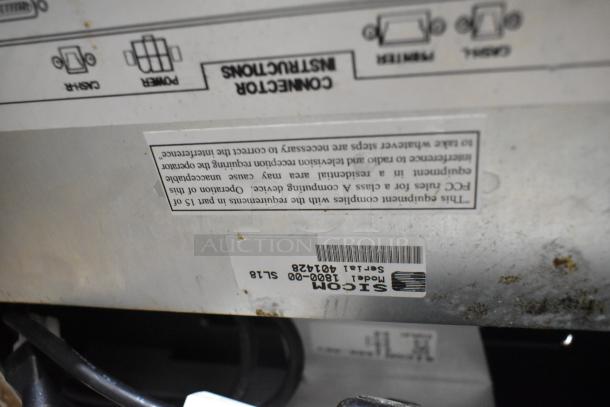 CONNECTOR
INSTRUCTIONS
CASH-L
PRINTER
POWER
CASH-R
"This equipment complies with the requirements in part 15 of
FCC rules for a class A computing device. Operation of this
equipment in a residential area may cause unacceptable
interference to radio and television reception requiring the operator
to take whatever steps are necessary to correct the interference"
SICOM
Model 1800-00 SL18
Serial 401428
AUCTION GROUP